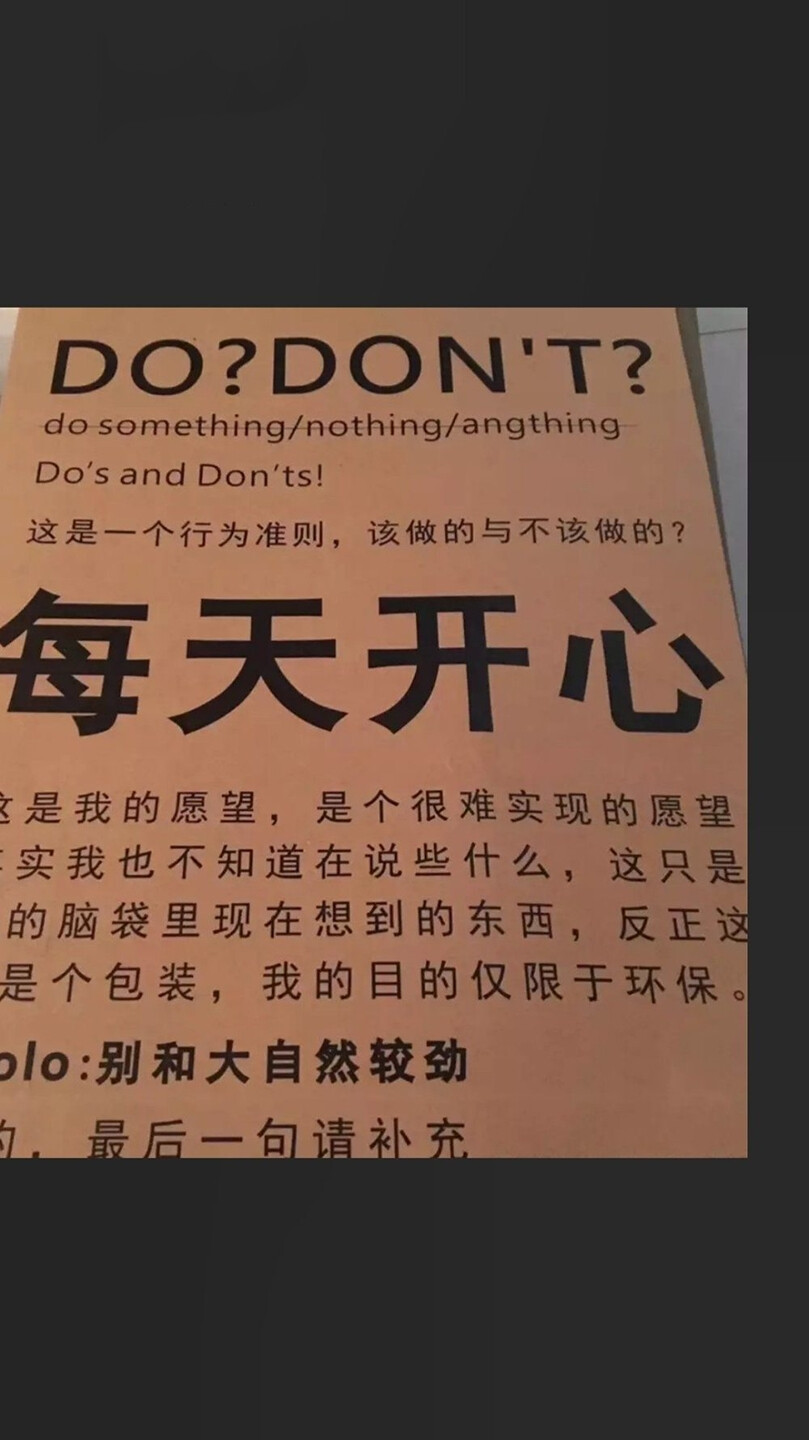 DO?DON'T?
do something/nothing/angthing
Do's and Don'ts!
这是一个行为准则，该做的与不该做的?
每天开心
这是我的愿望，是个很难实现的愿望
实我也不知道在说些什么，这只是
的脑袋里现在想到的东西，反正这
是个包装，我的目的仅限于环保。
olo:别和大自然较劲
的，最后一句请补充